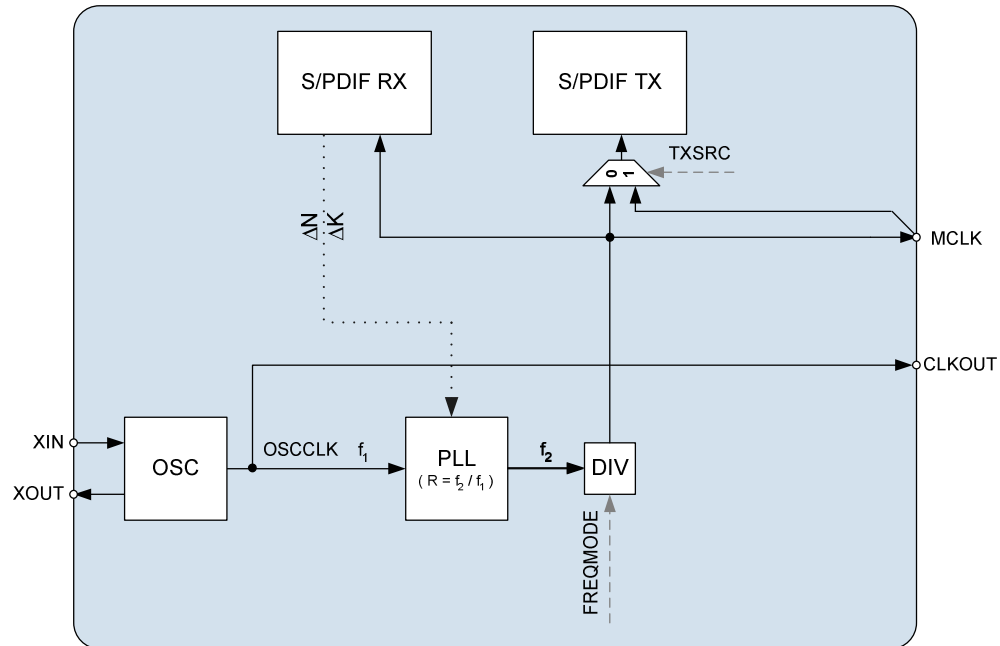 S/PDIF RX
S/PDIF TX
TXSRC
0
1
ΔN
ΔK
MCLK
CLKOUT
XIN
XOUT
OSC
OSCCLK f₁
PLL
( R = f₂ / f₁ )
f₂
DIV
FREQMODE